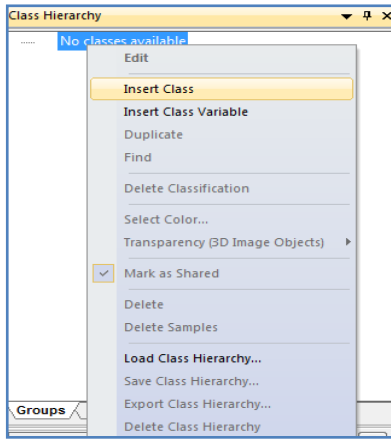 Class Hierarchy
No classes available
Edit
Insert Class
Insert Class Variable
Duplicate
Find
Delete Classification
Select Color...
Transparency (3D Image Objects)
Mark as Shared
Delete
Delete Samples
Load Class Hierarchy...
Save Class Hierarchy...
Export Class Hierarchy...
Delete Class Hierarchy
Groups